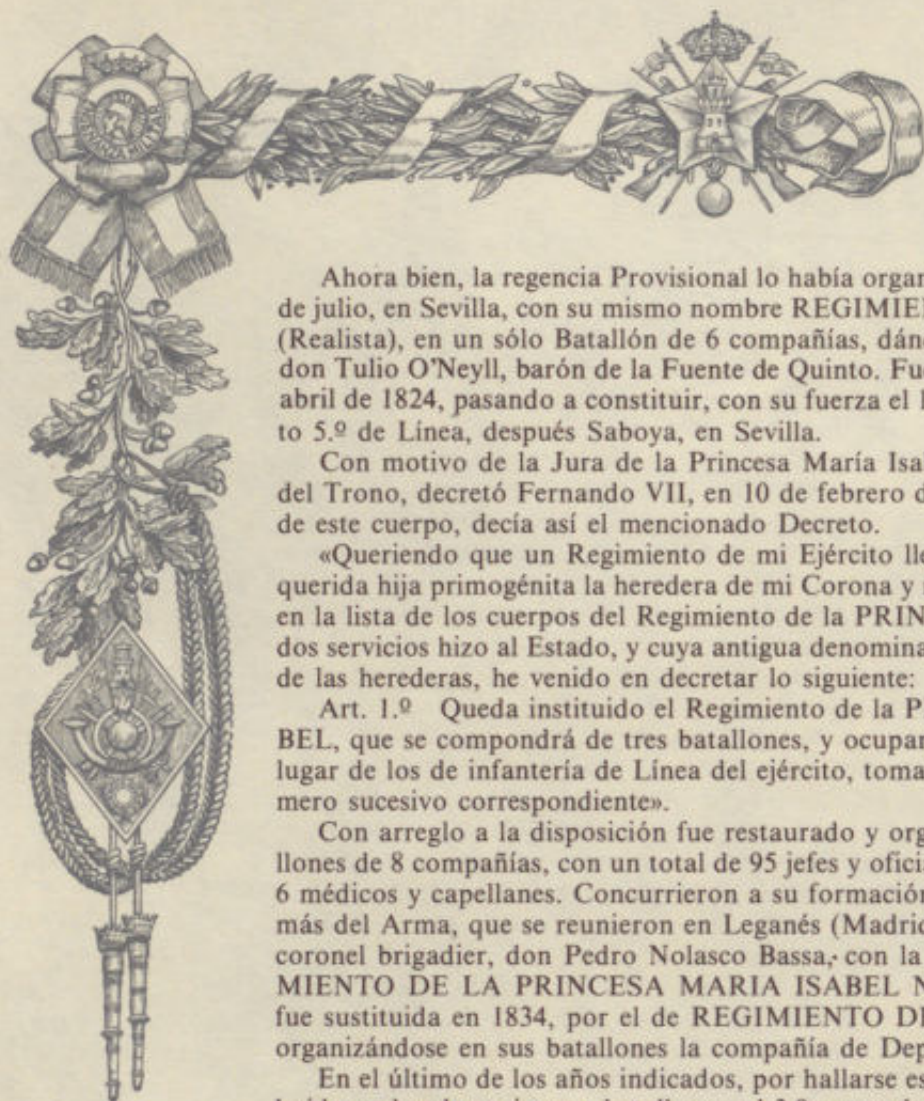 Ahora bien, la regencia Provisional lo había organ
de julio, en Sevilla, con su mismo nombre REGIMIE
(Realista), en un sólo Batallón de 6 compañías, dán
don Tulio O'Neyll, barón de la Fuente de Quinto. Fu
abril de 1824, pasando a constituir, con su fuerza el
to 5.º de Línea, después Saboya, en Sevilla.
Con motivo de la Jura de la Princesa María Isa
del Trono, decretó Fernando VII, en 10 de febrero d
de este cuerpo, decía así el mencionado Decreto.
«Queriendo que un Regimiento de mi Ejército lle
querida hija primogénita la heredera de mi Corona y
en la lista de los cuerpos del Regimiento de la PRIN
dos servicios hizo al Estado, y cuya antigua denomina
de las herederas, he venido en decretar lo siguiente:
Art. 1.º Queda instituido el Regimiento de la P
BEL, que se compondrá de tres batallones, y ocupar
lugar de los de infantería de Línea del ejército, toma
mero sucesivo correspondiente».
Con arreglo a la disposición fue restaurado y org
llones de 8 compañías, con un total de 95 jefes y ofici
6 médicos y capellanes. Concurrieron a su formación
más del Arma, que se reunieron en Leganés (Madrid
coronel brigadier, don Pedro Nolasco Bassa, con la
MIENTO DE LA PRINCESA MARIA ISABEL N
fue sustituida en 1834, por el de REGIMIENTO DE
organizándose en sus batallones la compañía de Dep
En el último de los años indicados, por hallarse es